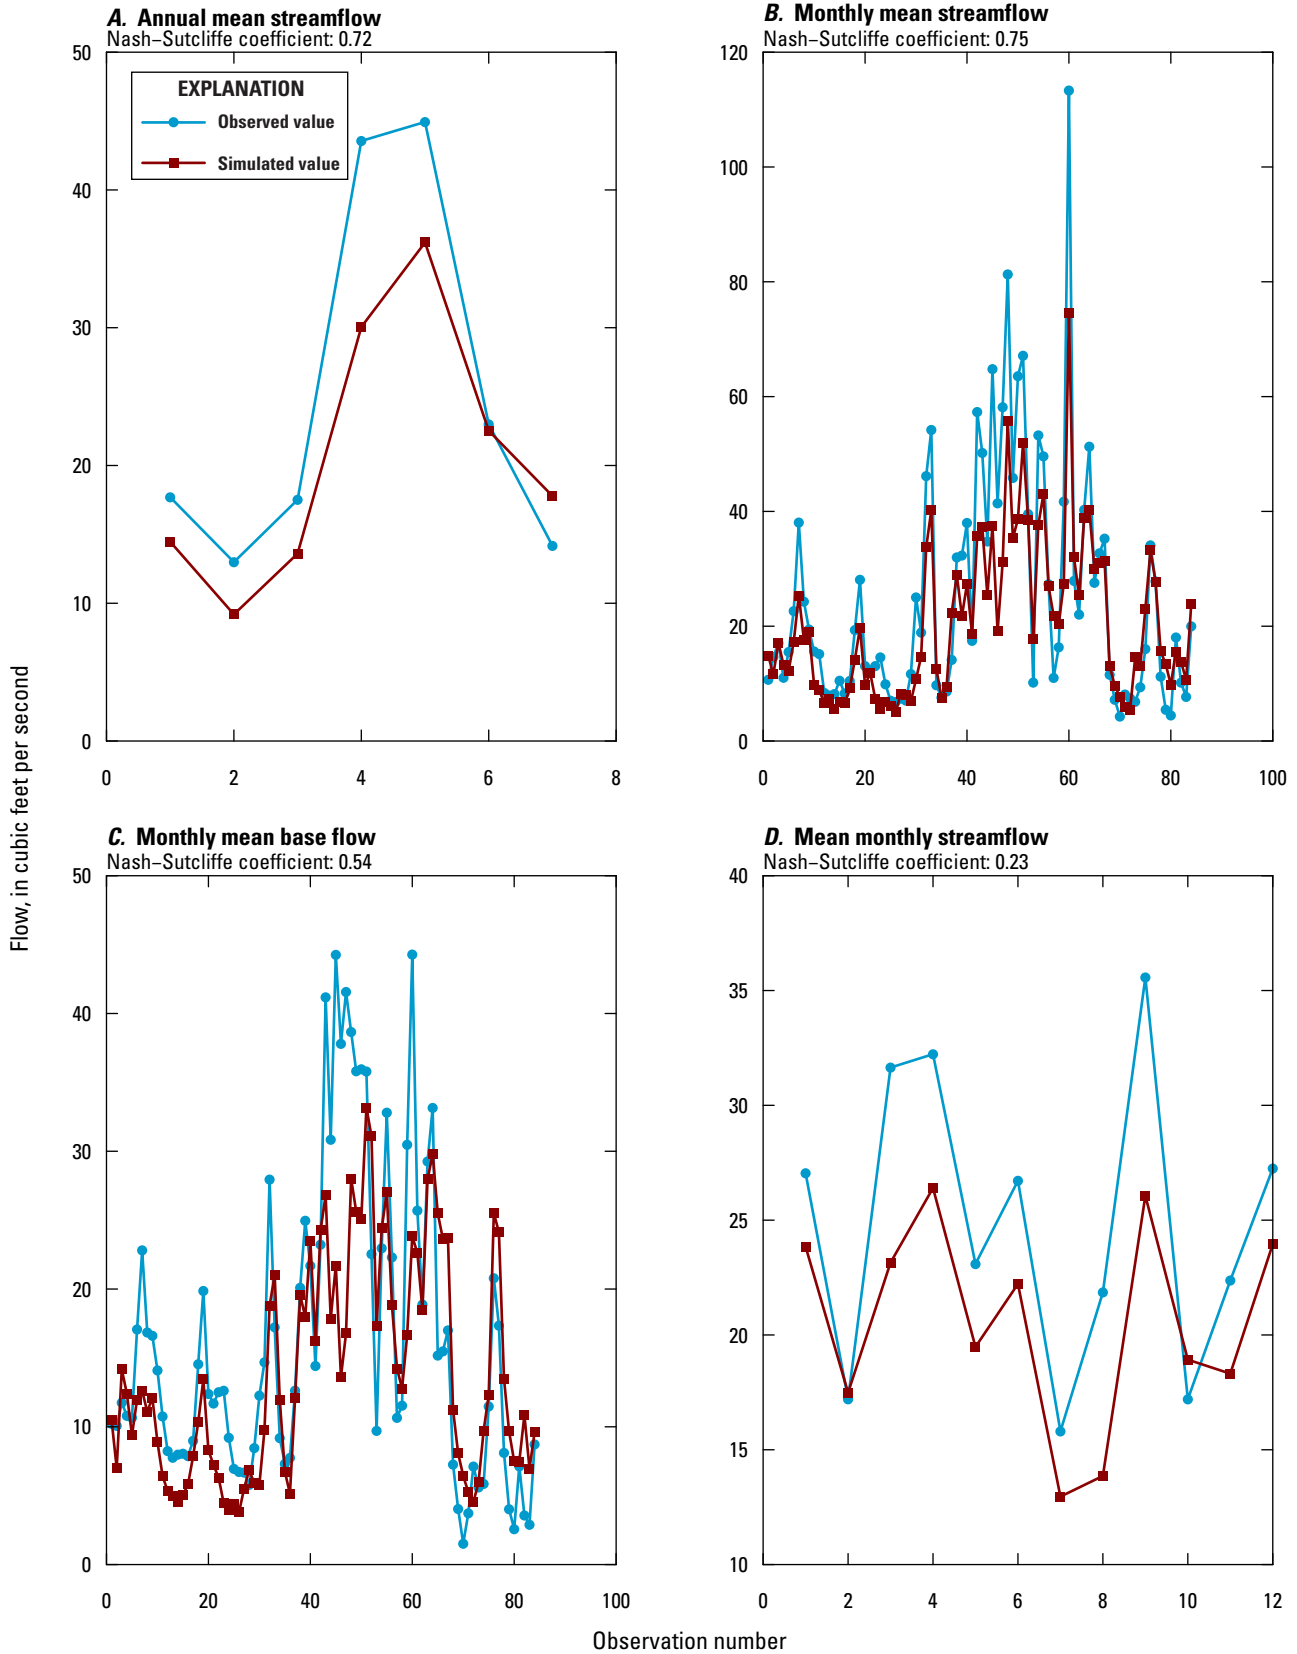 A. Annual mean streamflow
Nash–Sutcliffe coefficient: 0.72
50
40
30
20
10
0
0 2 4 6 8
EXPLANATION
Observed value
Simulated value
B. Monthly mean streamflow
Nash–Sutcliffe coefficient: 0.75
120
100
80
60
40
20
0
0 20 40 60 80 100
C. Monthly mean base flow
Nash–Sutcliffe coefficient: 0.54
50
40
30
20
10
0
0 20 40 60 80 100
D. Mean monthly streamflow
Nash–Sutcliffe coefficient: 0.23
40
35
30
25
20
15
10
0 2 4 6 8 10 12
Flow, in cubic feet per second
Observation number